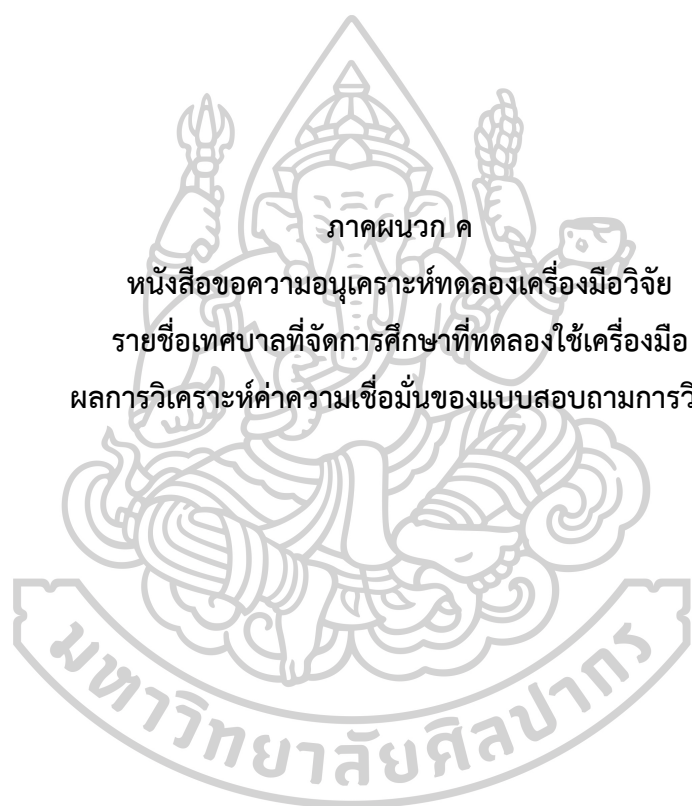 ภาคผนวก ค
หนังสือขอความอนุเคราะห์ทดลองเครื่องมือวิจัย
รายชื่อเทศบาลที่จัดการศึกษาที่ทดลองใช้เครื่องมือ
ผลการวิเคราะห์ค่าความเชื่อมั่นของแบบสอบถามการวิ
มหาวิทยาลัยศิลปากร